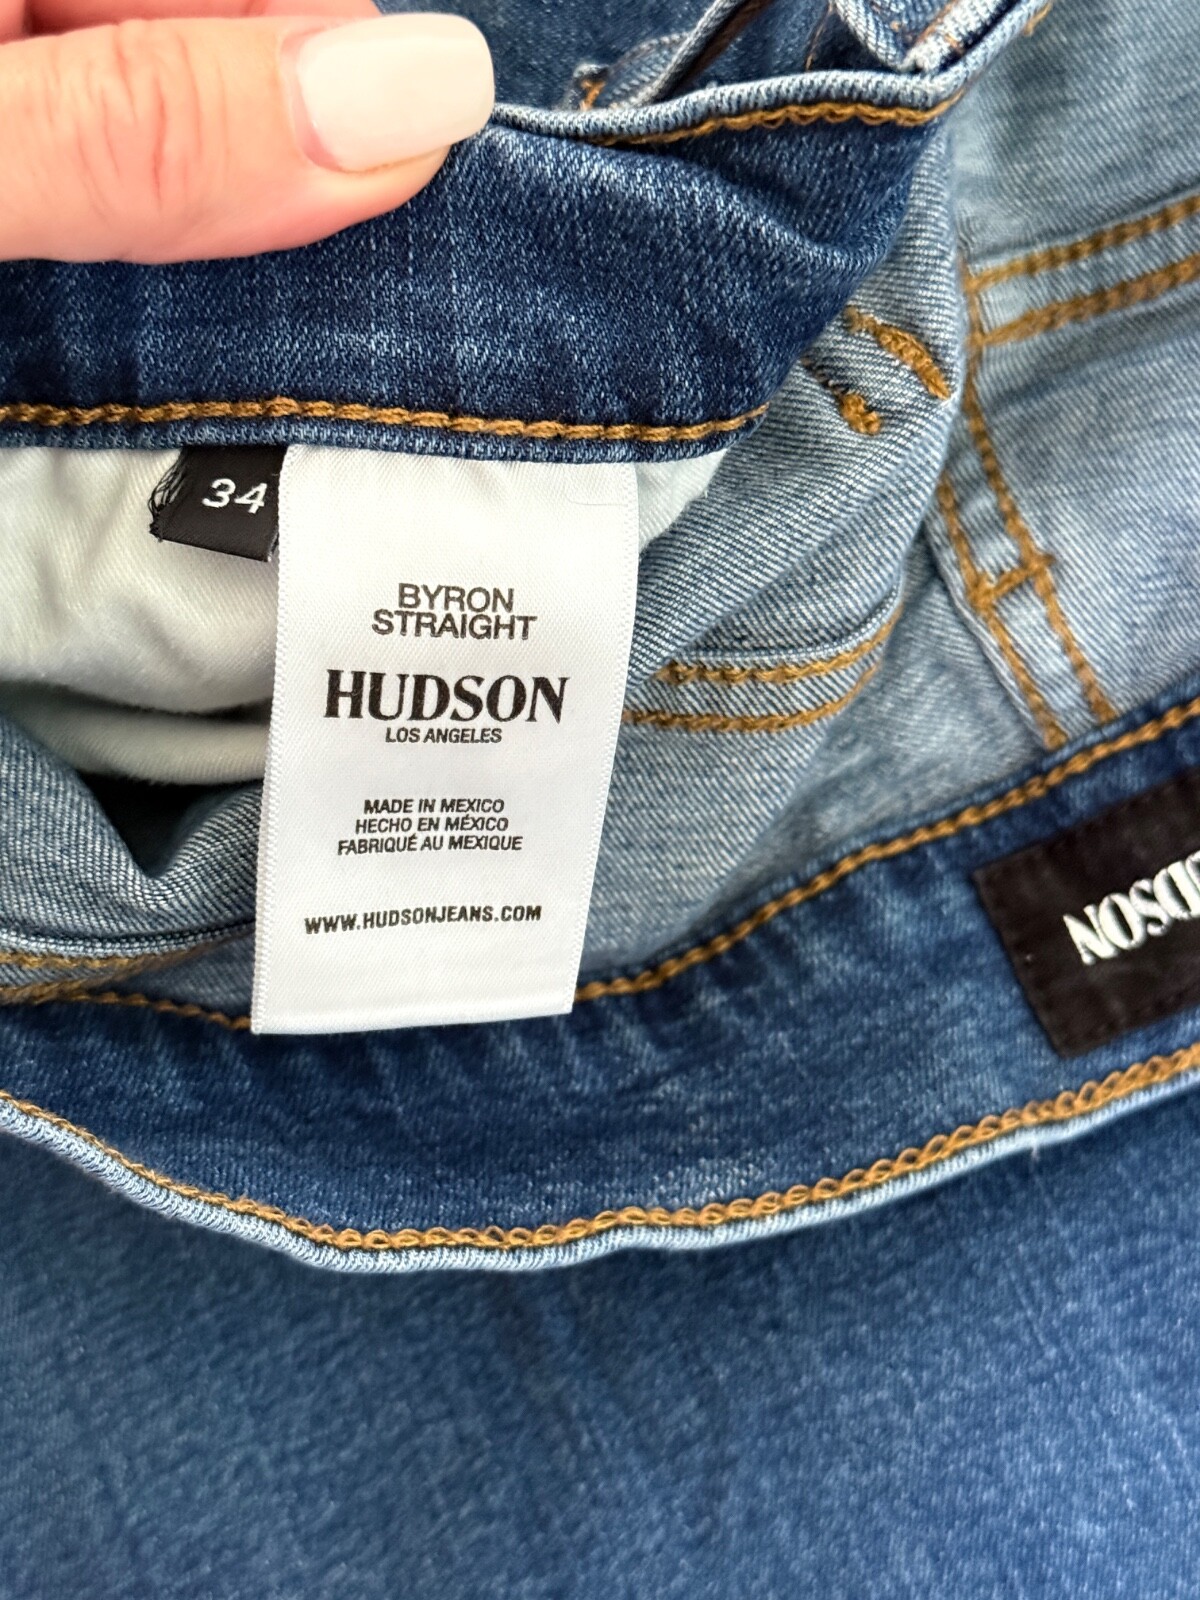 34
BYRON
STRAIGHT
HUDSON
LOS ANGELES
MADE IN MEXICO
HECHO EN MÉXICO
FABRIQUÉ AU MEXIQUE
WWW.HUDSONJEANS.COM